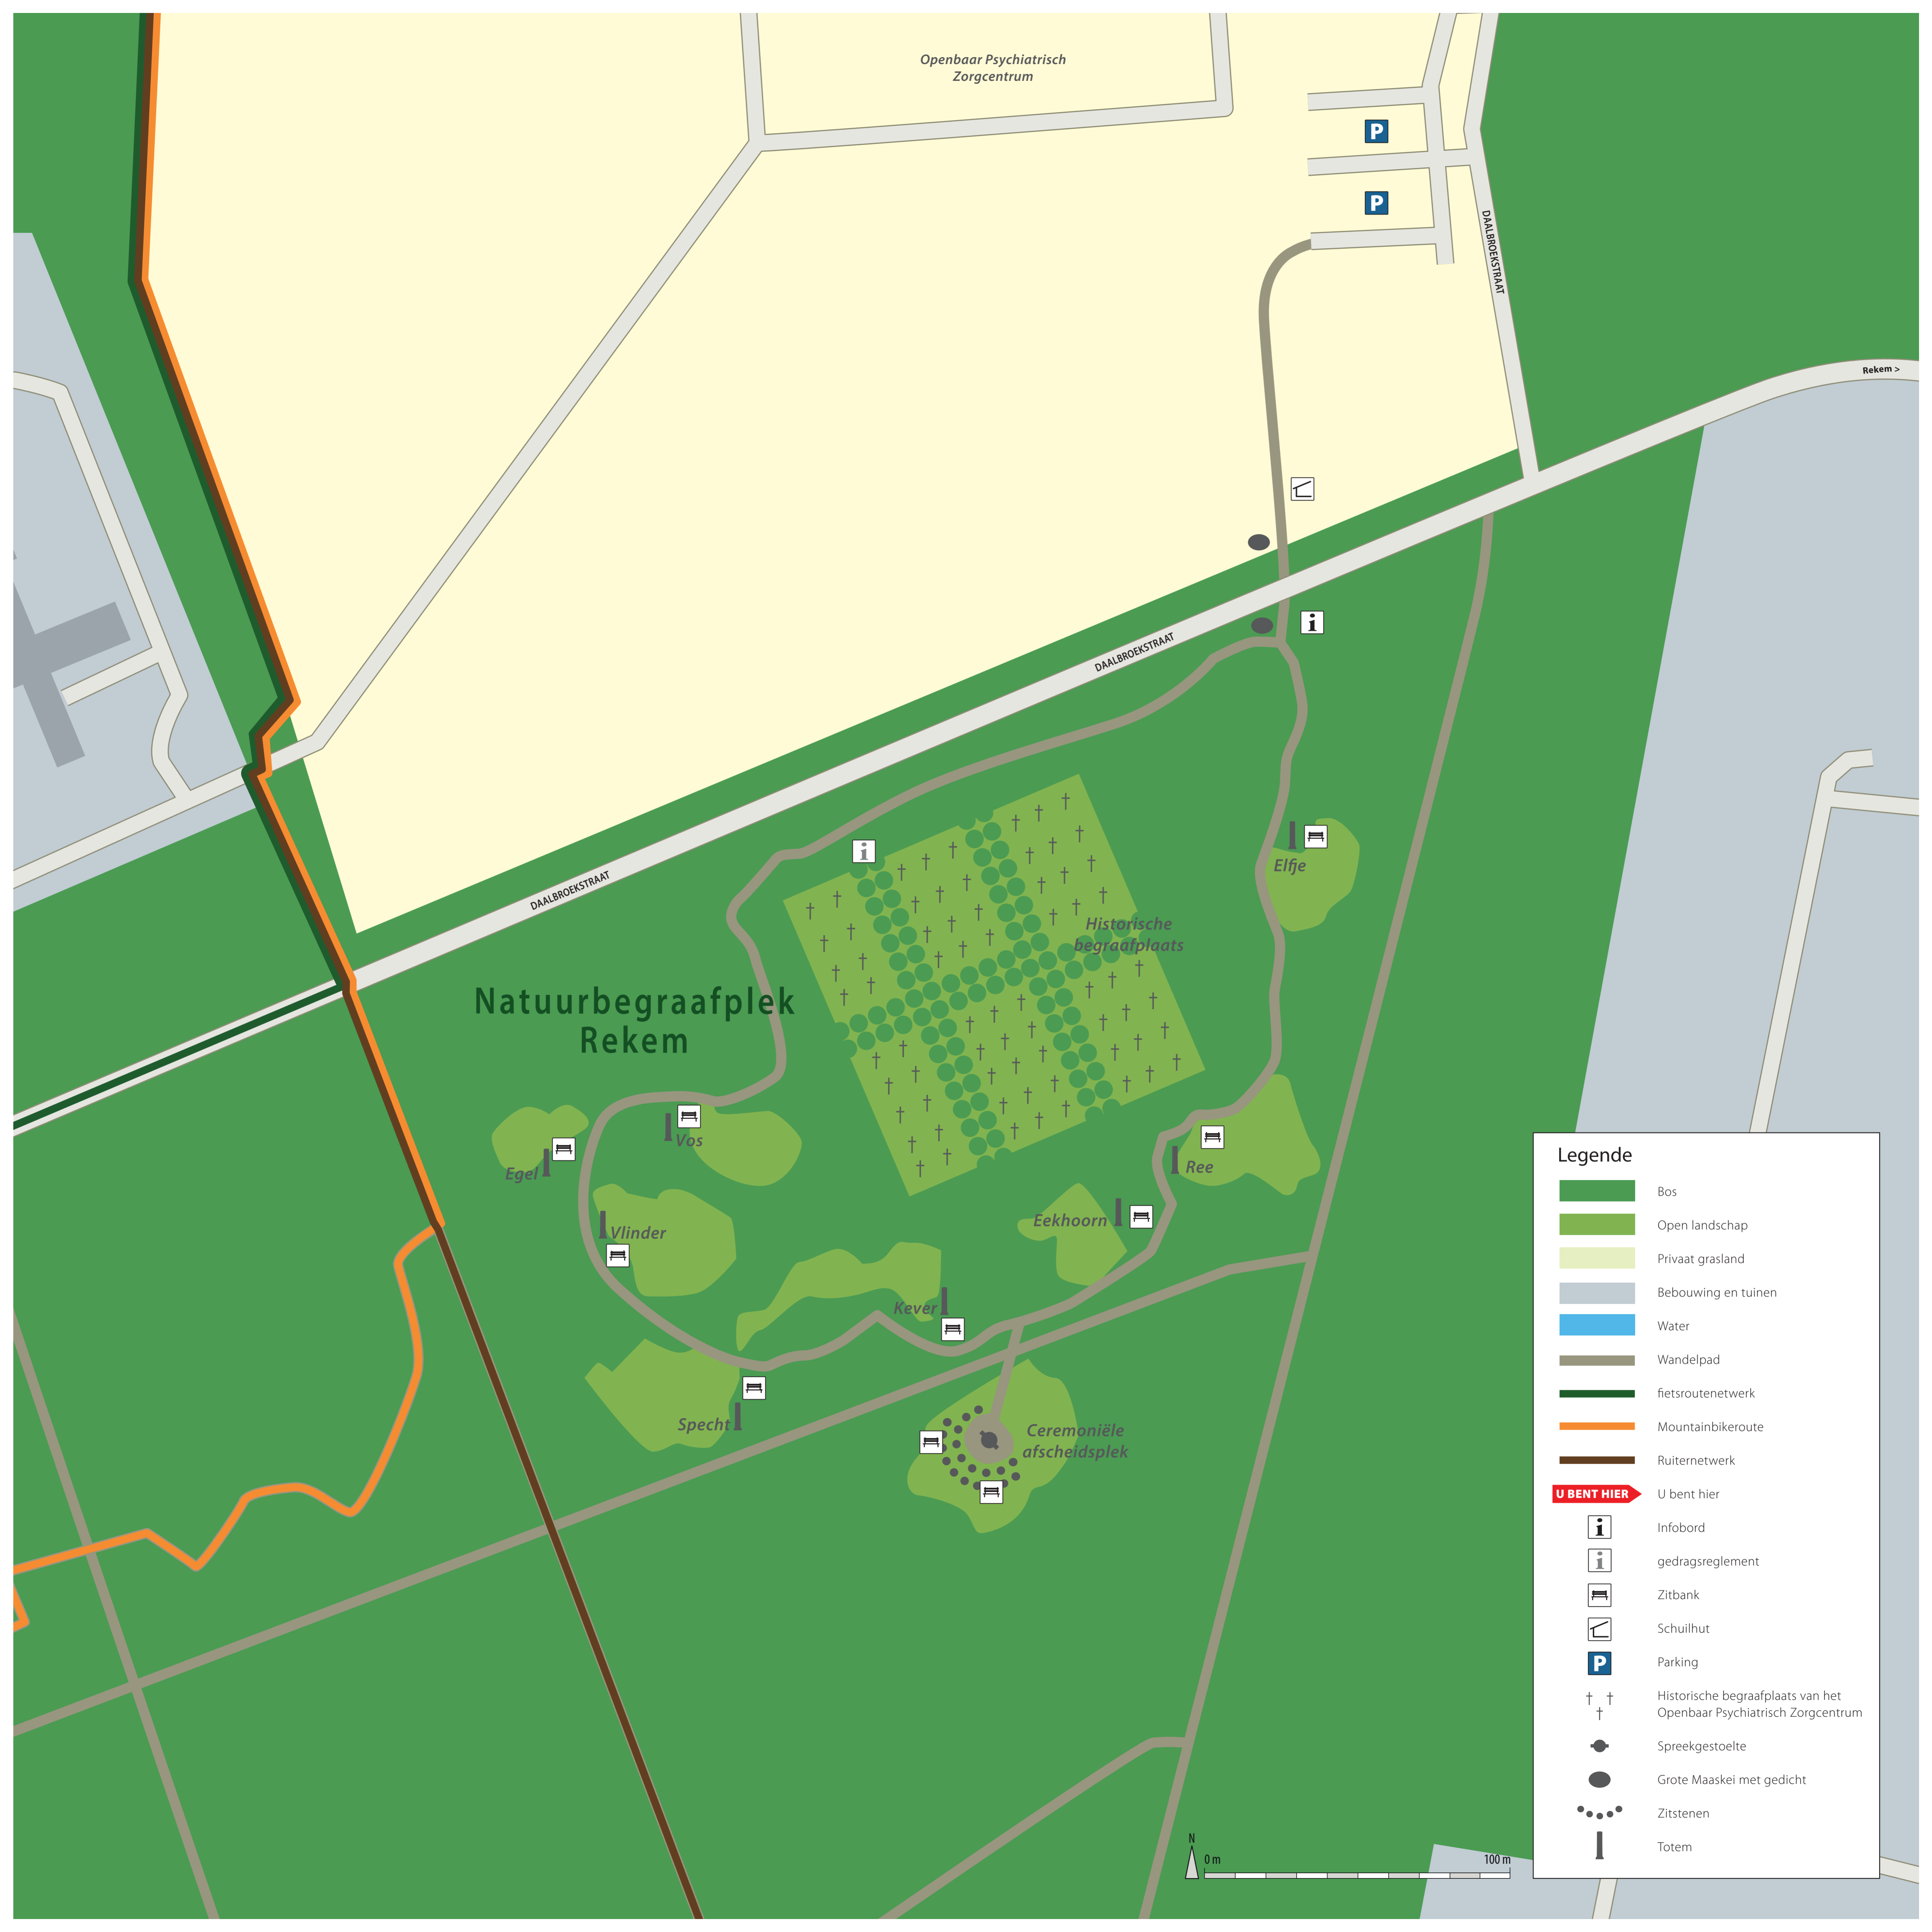 Openbaar Psychiatrisch
Zorgcentrum
P
P
DAALBROEKSTRAAT
Rekem >
i
DAALBROEKSTRAAT
i
Elfje
DAALBROEKSTRAAT
Historische
begraafplaats
Natuurbegraafplek
Rekem
Vos
Egel
Ree
Eekhoorn
Vlinder
Kever
Specht
Ceremoniële
afscheidsplek
N
0 m
100 m
Legende
Bos
Open landschap
Privaat grasland
Bebouwing en tuinen
Water
Wandelpad
fietsroutenetwerk
Mountainbikeroute
Ruiternetwerk
U BENT HIER U bent hier
i Infobord
i gedragsreglement
Zitbank
Schuilhut
P Parking
Historische begraafplaats van het
Openbaar Psychiatrisch Zorgcentrum
Spreekgestoelte
Grote Maaskei met gedicht
Zitstenen
Totem